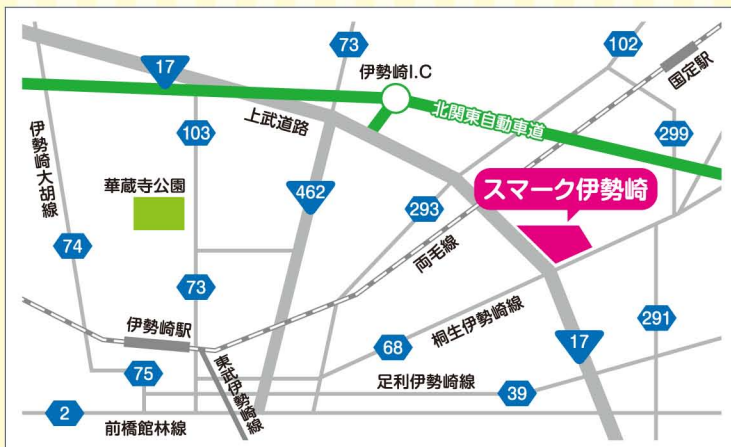 73
102
17
伊勢崎I.C
国定駅
上武道路
北関東自動車道
103
299
伊勢崎大胡線
華蔵寺公園
462
スマーク伊勢崎
293
両毛線
74
73
伊勢崎駅
桐生伊勢崎線
68
17
291
75
東武伊勢崎線
足利伊勢崎線
39
2
前橋館林線